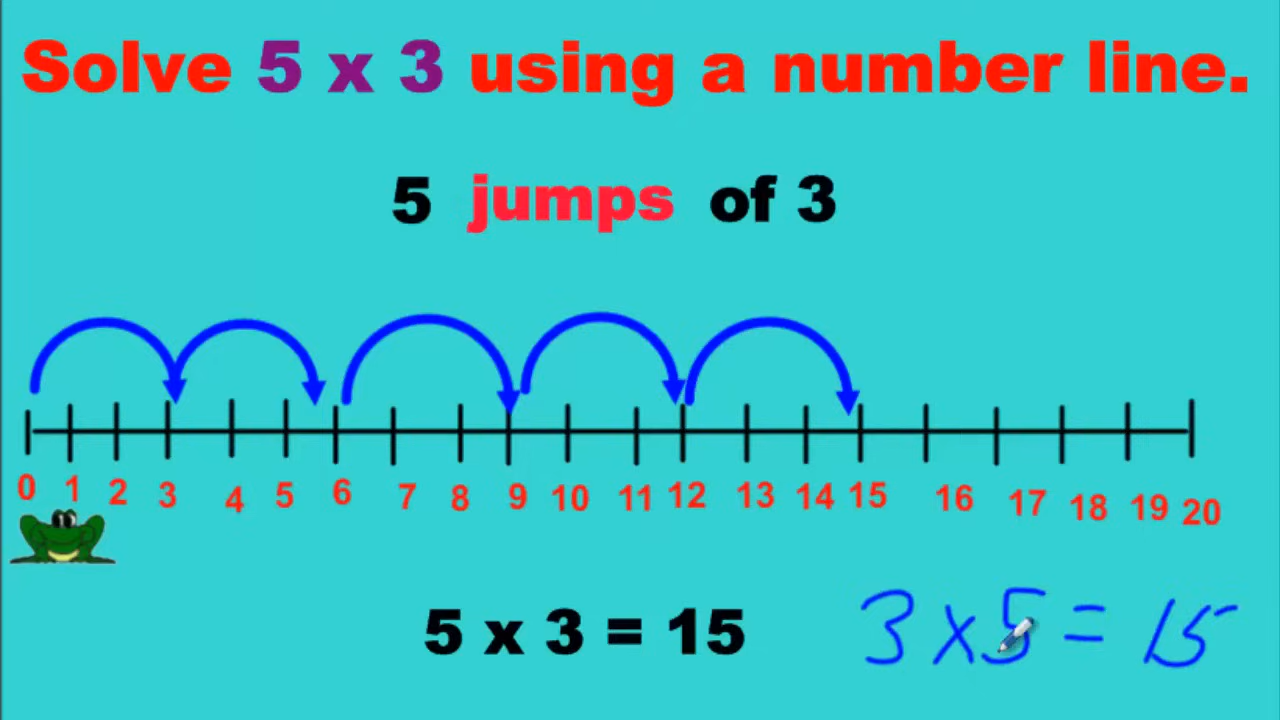 Solve 5 x 3 using a number line.
5 jumps of 3
0 1 2 3 4 5 6 7 8 9 10 11 12 13 14 15 16 17 18 19 20
5 x 3 = 15
3 x 5 = 15